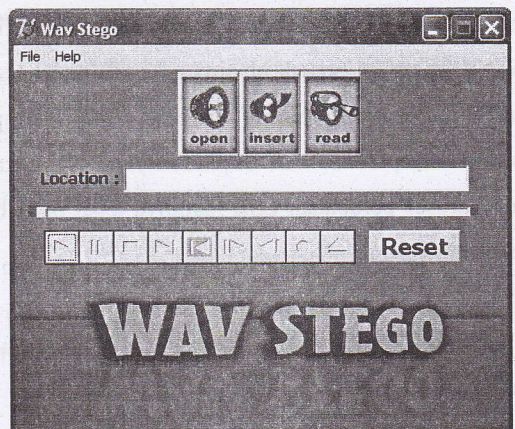 Wav Stego
File Help
open insert read
Location :
Reset
WAV STEGO